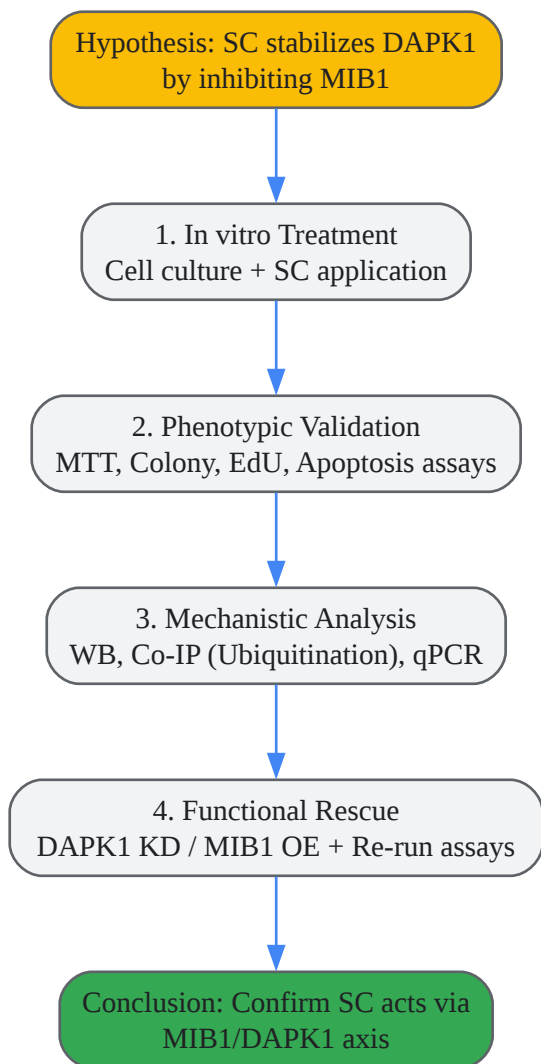 Hypothesis: SC stabilizes DAPK1
by inhibiting MIB1
1. In vitro Treatment
Cell culture + SC application
2. Phenotypic Validation
MTT, Colony, EdU, Apoptosis assays
3. Mechanistic Analysis
WB, Co-IP (Ubiquitination), qPCR
4. Functional Rescue
DAPK1 KD / MIB1 OE + Re-run assays
Conclusion: Confirm SC acts via
MIB1/DAPK1 axis